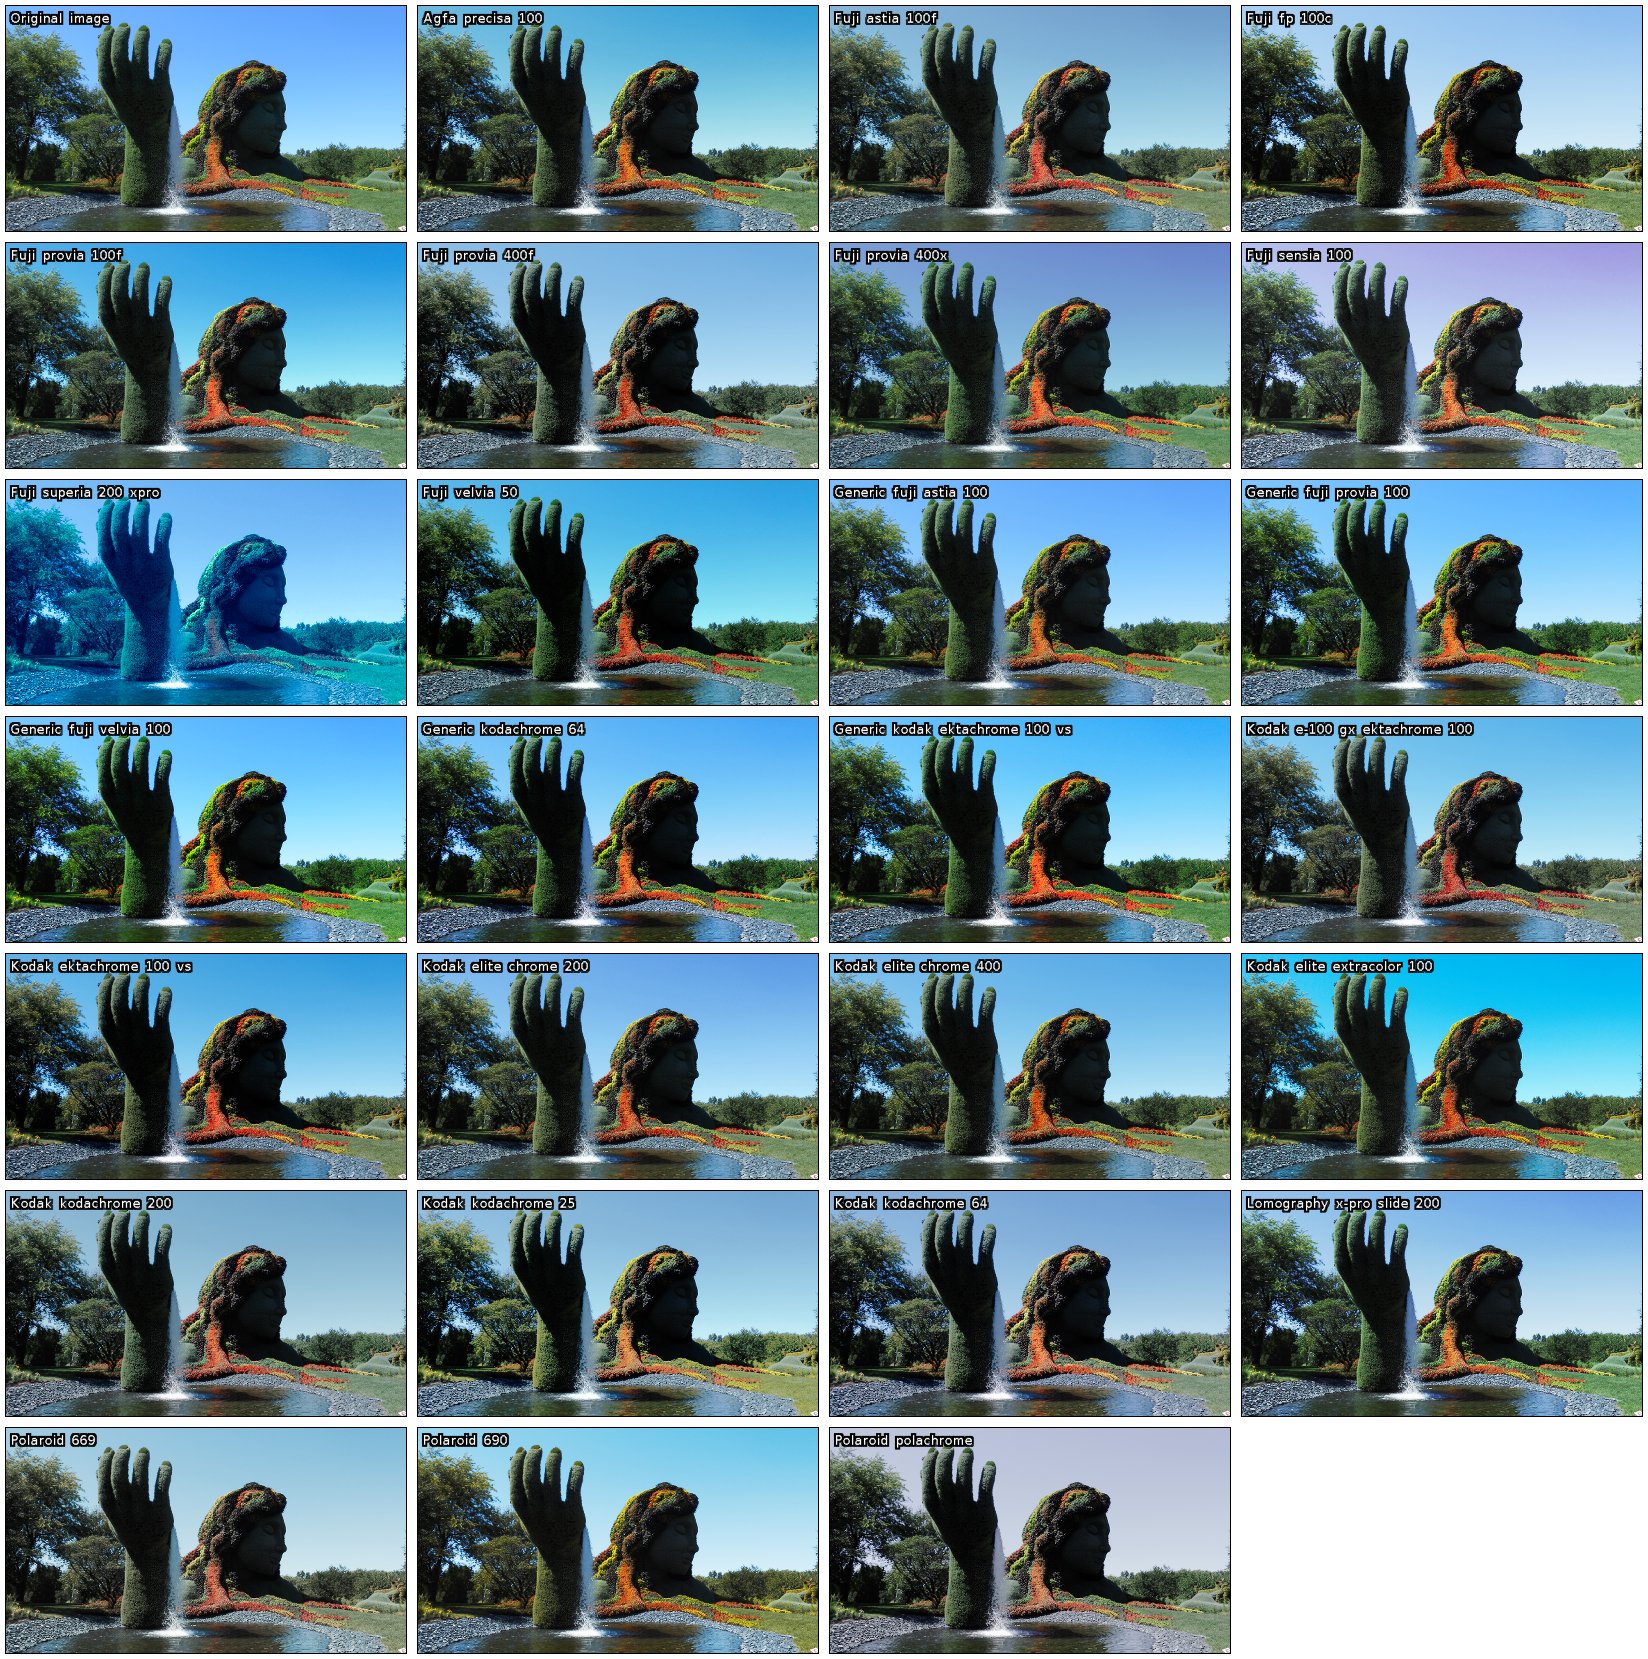 Original image
Agfa precisa 100
Fuji astia 100f
Fuji fp 100c
Fuji provia 100f
Fuji provia 400f
Fuji provia 400x
Fuji sensia 100
Fuji superia 200 xpro
Fuji velvia 50
Generic fuji astia 100
Generic fuji provia 100
Generic fuji velvia 100
Generic kodachrome 64
Generic kodak ektachrome 100 vs
Kodak e-100 gx ektachrome 100
Kodak ektachrome 100 vs
Kodak elite chrome 200
Kodak elite chrome 400
Kodak elite extracolor 100
Kodak kodachrome 200
Kodak kodachrome 25
Kodak kodachrome 64
Lomography x-pro slide 200
Polaroid 669
Polaroid 690
Polaroid polachrome